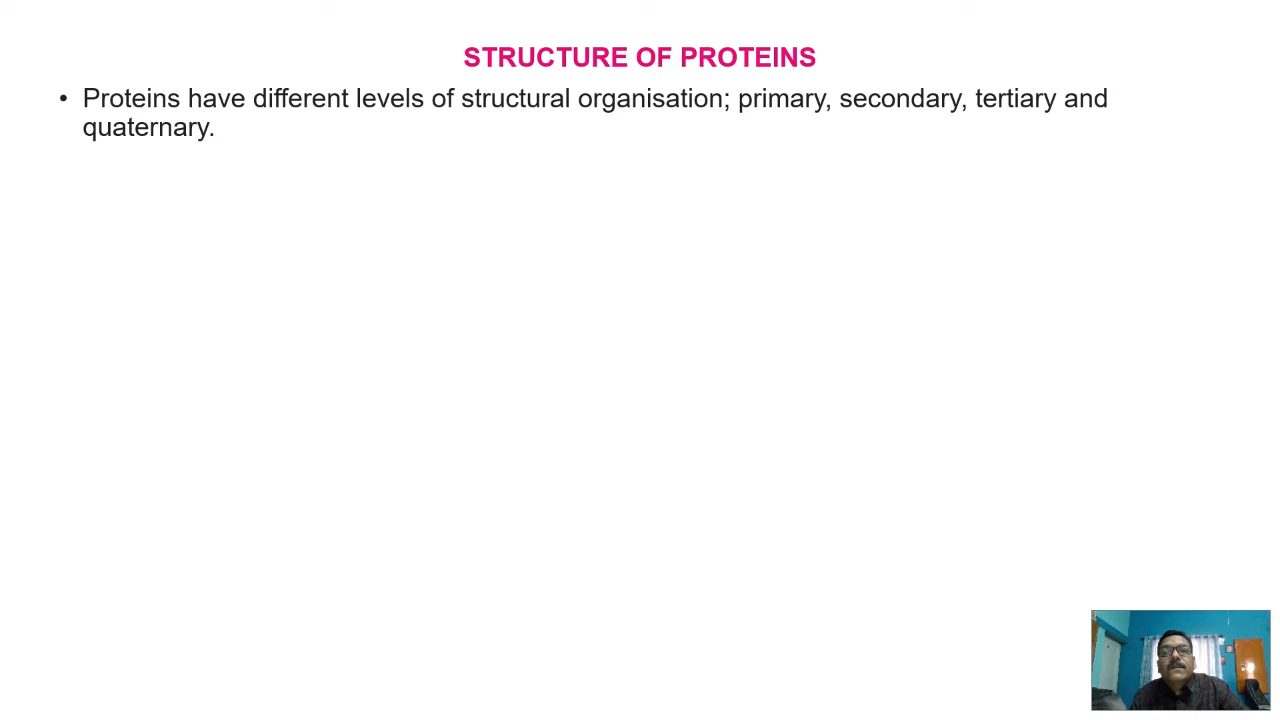 STRUCTURE OF PROTEINS
• Proteins have different levels of structural organisation; primary, secondary, tertiary and
quaternary.